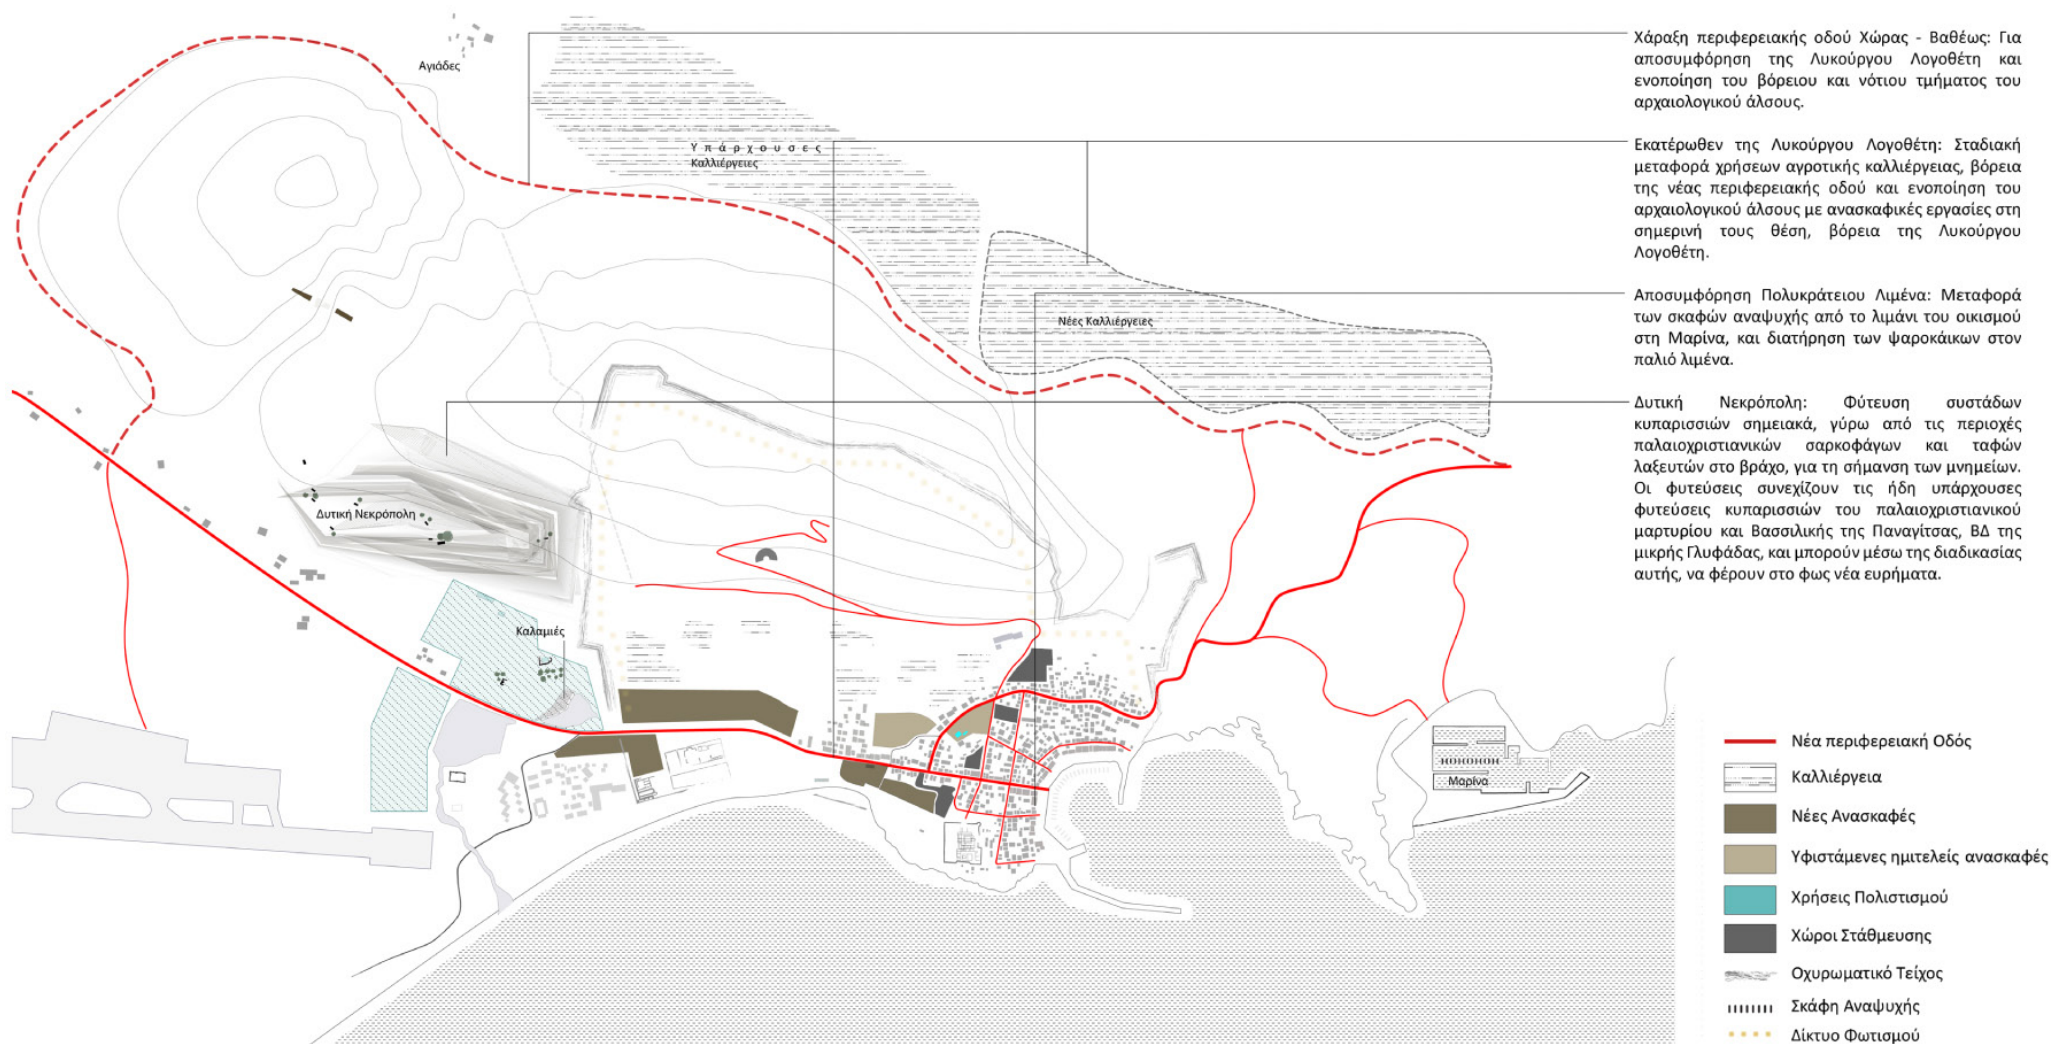 Αγιάδες
Υπάρχουσες
Καλλιέργειες
Νέες Καλλιέργειες
Δυτική Νεκρόπολη
Καλαμιές
Μαρίνα
Χάραξη περιφερειακής οδού Χώρας - Βαθέως: Για
αποσυμφόρηση της Λυκούργου Λογοθέτη και
ενοποίηση του βόρειου και νότιου τμήματος του
αρχαιολογικού άλσους.
Εκατέρωθεν της Λυκούργου Λογοθέτη: Σταδιακή
μεταφορά χρήσεων αγροτικής καλλιέργειας, βόρεια
της νέας περιφερειακής οδού και ενοποίηση του
αρχαιολογικού άλσους με ανασκαφικές εργασίες στη
σημερινή τους θέση, βόρεια της Λυκούργου
Λογοθέτη.
Αποσυμφόρηση Πολυκράτειου Λιμένα: Μεταφορά
των σκαφών αναψυχής από το λιμάνι του οικισμού
στη Μαρίνα, και διατήρηση των ψαροκάικων στον
παλιό λιμένα.
Δυτική Νεκρόπολη: Φύτευση συστάδων
κυπαρισσιών σημειακά, γύρω από τις περιοχές
παλαιοχριστιανικών σαρκοφάγων και ταφών
λαξευτών στο βράχο, για τη σήμανση των μνημείων.
Οι φυτεύσεις συνεχίζουν τις ήδη υπάρχουσες
φυτεύσεις κυπαρισσιών του παλαιοχριστιανικού
μαρτυρίου και Βασσιλικής της Παναγίτσας, ΒΔ της
μικρής Γλυφάδας, και μπορούν μέσω της διαδικασίας
αυτής, να φέρουν στο φως νέα ευρήματα.
Νέα περιφερειακή Οδός
Καλλιέργεια
Νέες Ανασκαφές
Υφιστάμενες ημιτελείς ανασκαφές
Χρήσεις Πολιστισμού
Χώροι Στάθμευσης
Οχυρωματικό Τείχος
Σκάφη Αναψυχής
Δίκτυο Φωτισμού